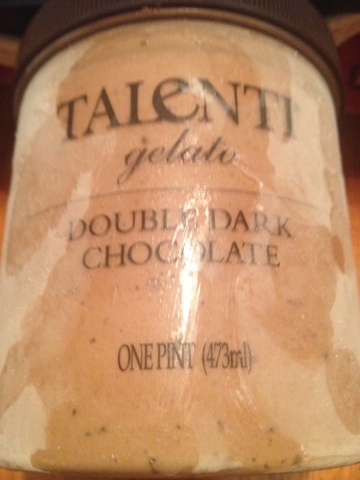 TALENTI
gelato
DOUBLE DARK
CHOCOLATE
ONE PINT (473ml)